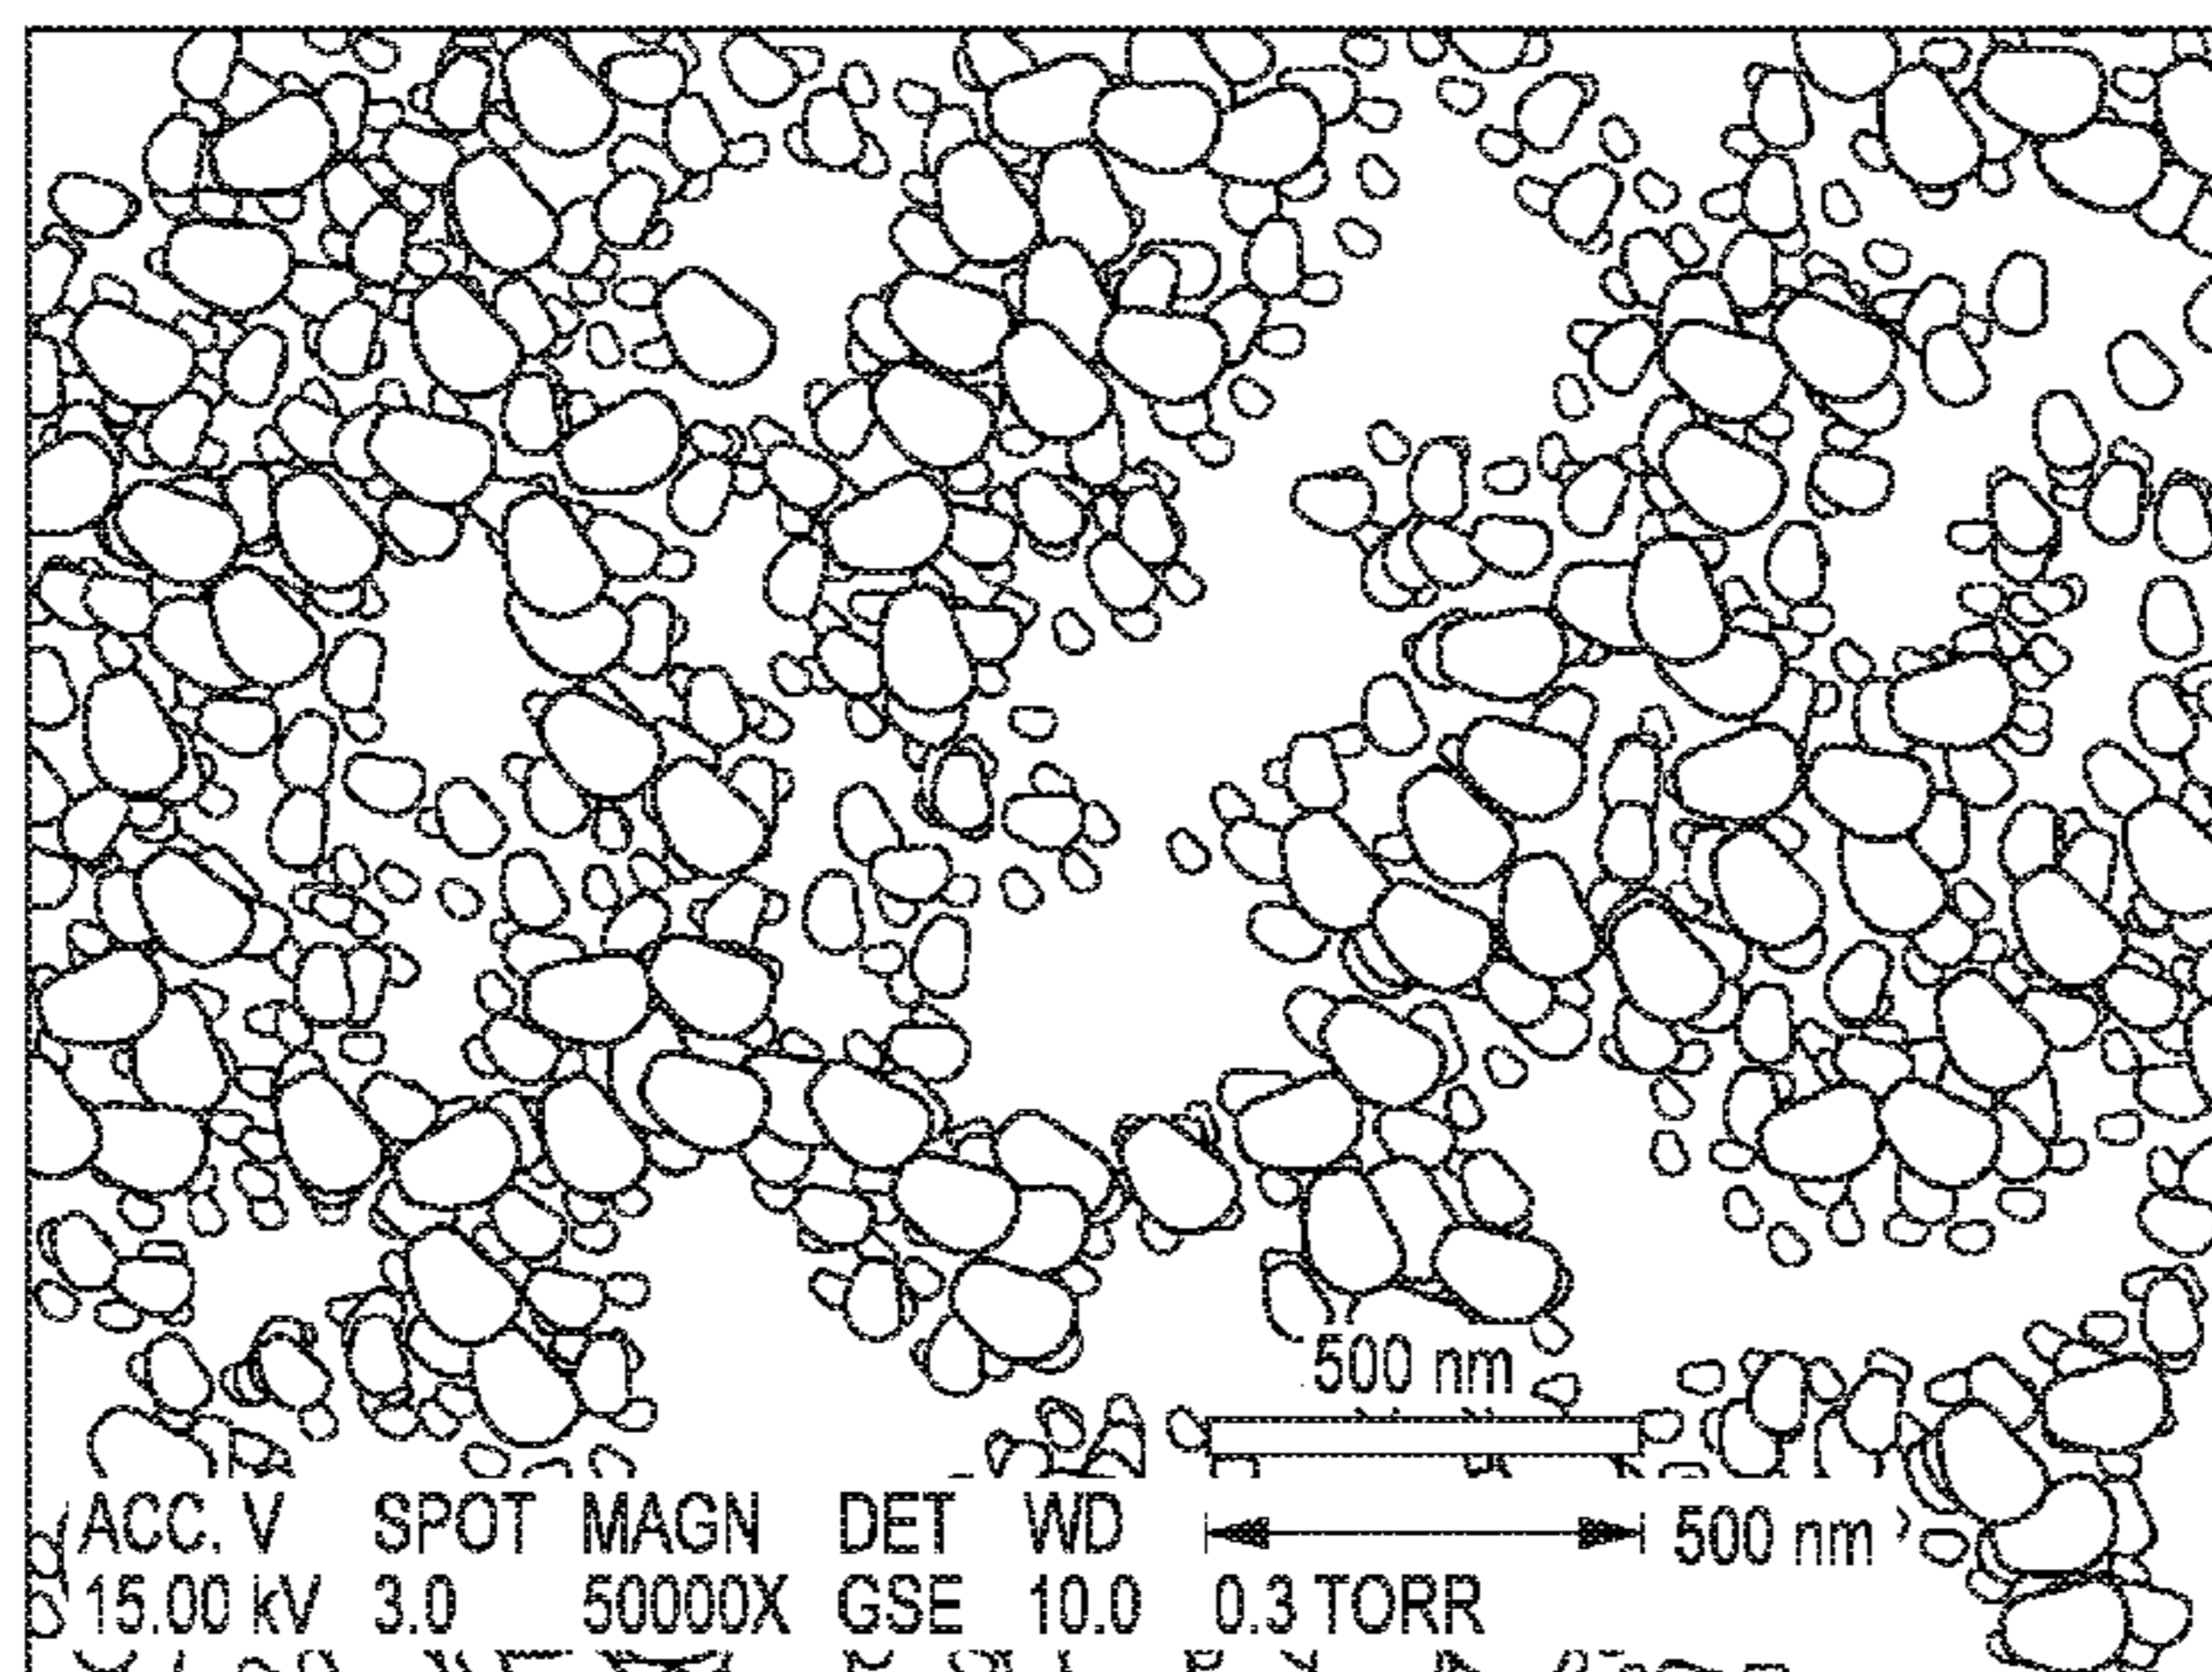 500 nm
ACC. V SPOT MAGN DET WD 500 nm
15.00 kV 3.0 50000X GSE 10.0 0.3 TORR